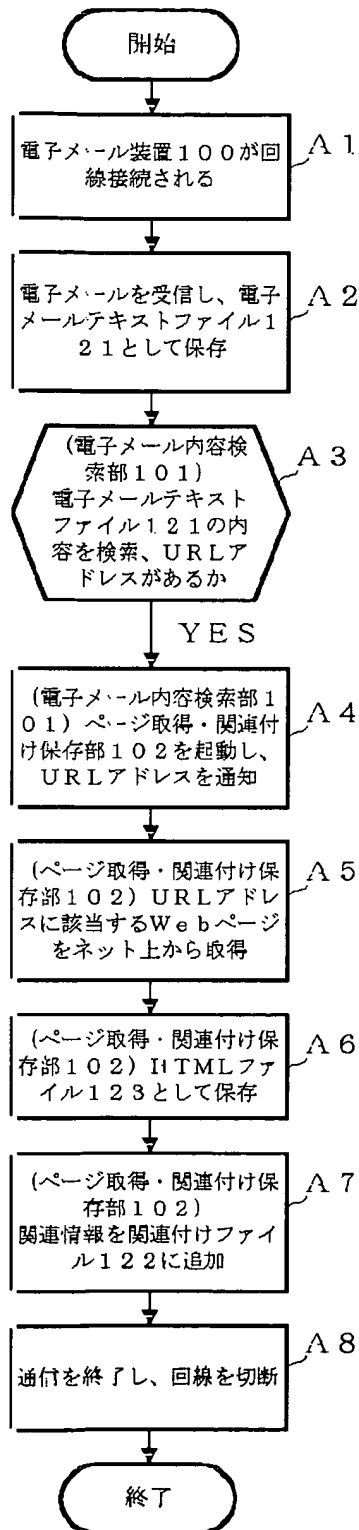 開始
電子メール装置100が回
線接続される
A1
電子メールを受信し、電子
メールテキストファイル1
21として保存
A2
(電子メール内容検
索部101)
電子メールテキスト
ファイル121の内
容を検索、URLア
ドレスがあるか
A3
YES
(電子メール内容検索部1
01)ページ取得・関連付
け保存部102を起動し、
URLアドレスを通知
A4
(ページ取得・関連付け保
存部102)URLアドレ
スに該当するWebページ
をネット上から取得
A5
(ページ取得・関連付け保
存部102)HTMLファ
イル123として保存
A6
(ページ取得・関連付け保
存部102)
関連情報を関連付けファイ
ル122に追加
A7
通信を終了し、回線を切断
A8
終了